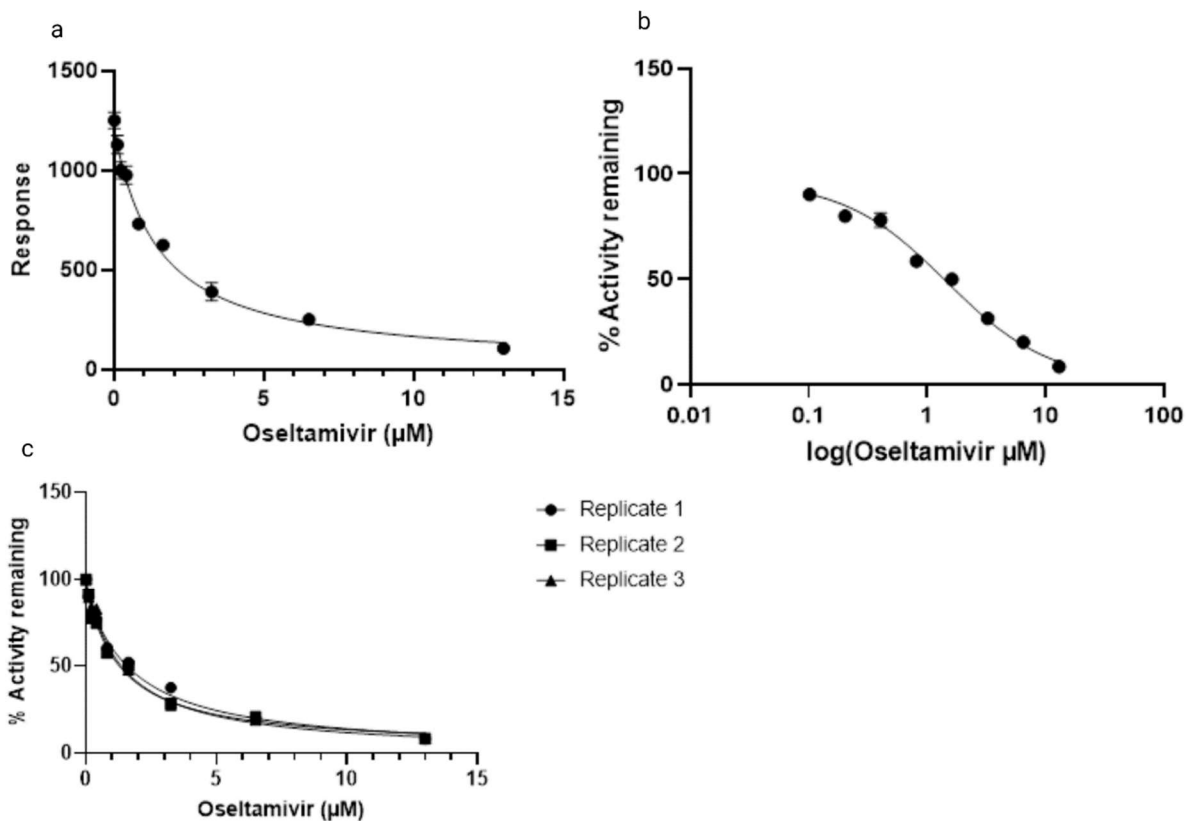 a
1500
1000
500
0
Response
0 5 10 15
Oseltamivir (µM)
b
150
100
50
0
% Activity remaining
0.01 0.1 1 10 100
log(Oseltamivir µM)
c
150
100
50
0
% Activity remaining
0 5 10 15
Oseltamivir (µM)
Replicate 1
Replicate 2
Replicate 3